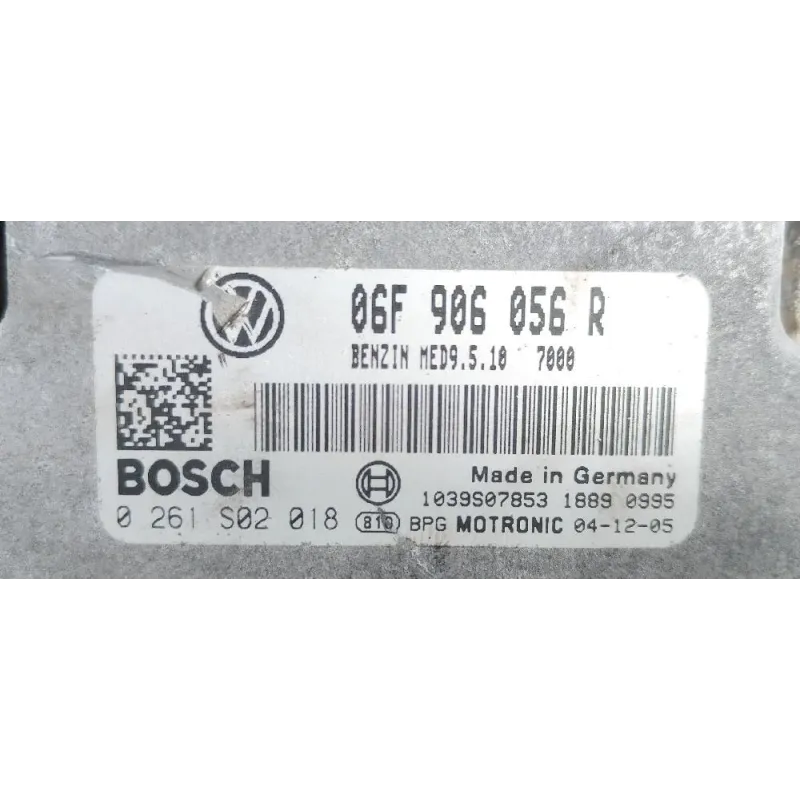 06F 906 056 R
BENZIN MED9.5.10 7000
BOSCH
Made in Germany
1039S07853 1889 0995
0 261 S02 018 816 BPG MOTRONIC 04-12-05